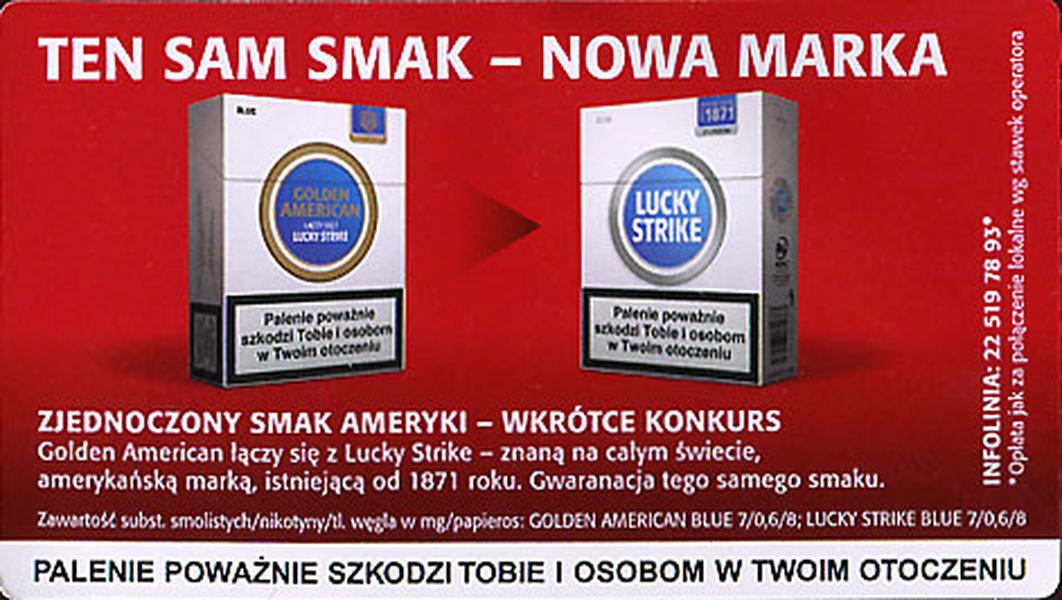 TEN SAM SMAK – NOWA MARKA
BLUE
GOLDEN
AMERICAN
ŁĄCZY SIĘ Z
LUCKY STRIKE
Palenie poważnie
szkodzi Tobie i osobom
w Twoim otoczeniu
1871
LUCKY
STRIKE
Palenie poważnie
szkodzi Tobie i osobom
w Twoim otoczeniu
ZJEDNOCZONY SMAK AMERYKI – WKRÓTCE KONKURS
Golden American łączy się z Lucky Strike – znaną na całym świecie,
amerykańską marką, istniejącą od 1871 roku. Gwaranacja tego samego smaku.
Zawartość subst. smolistych/nikotyny/tl. węgla w mg/papieros: GOLDEN AMERICAN BLUE 7/0,6/8; LUCKY STRIKE BLUE 7/0,6/8
PALENIE POWAŻNIE SZKODZI TOBIE I OSOBOM W TWOIM OTOCZENIU
INFOLINIA: 22 519 78 93*
*Opłata jak za połączenie lokalne wg stawek operatora